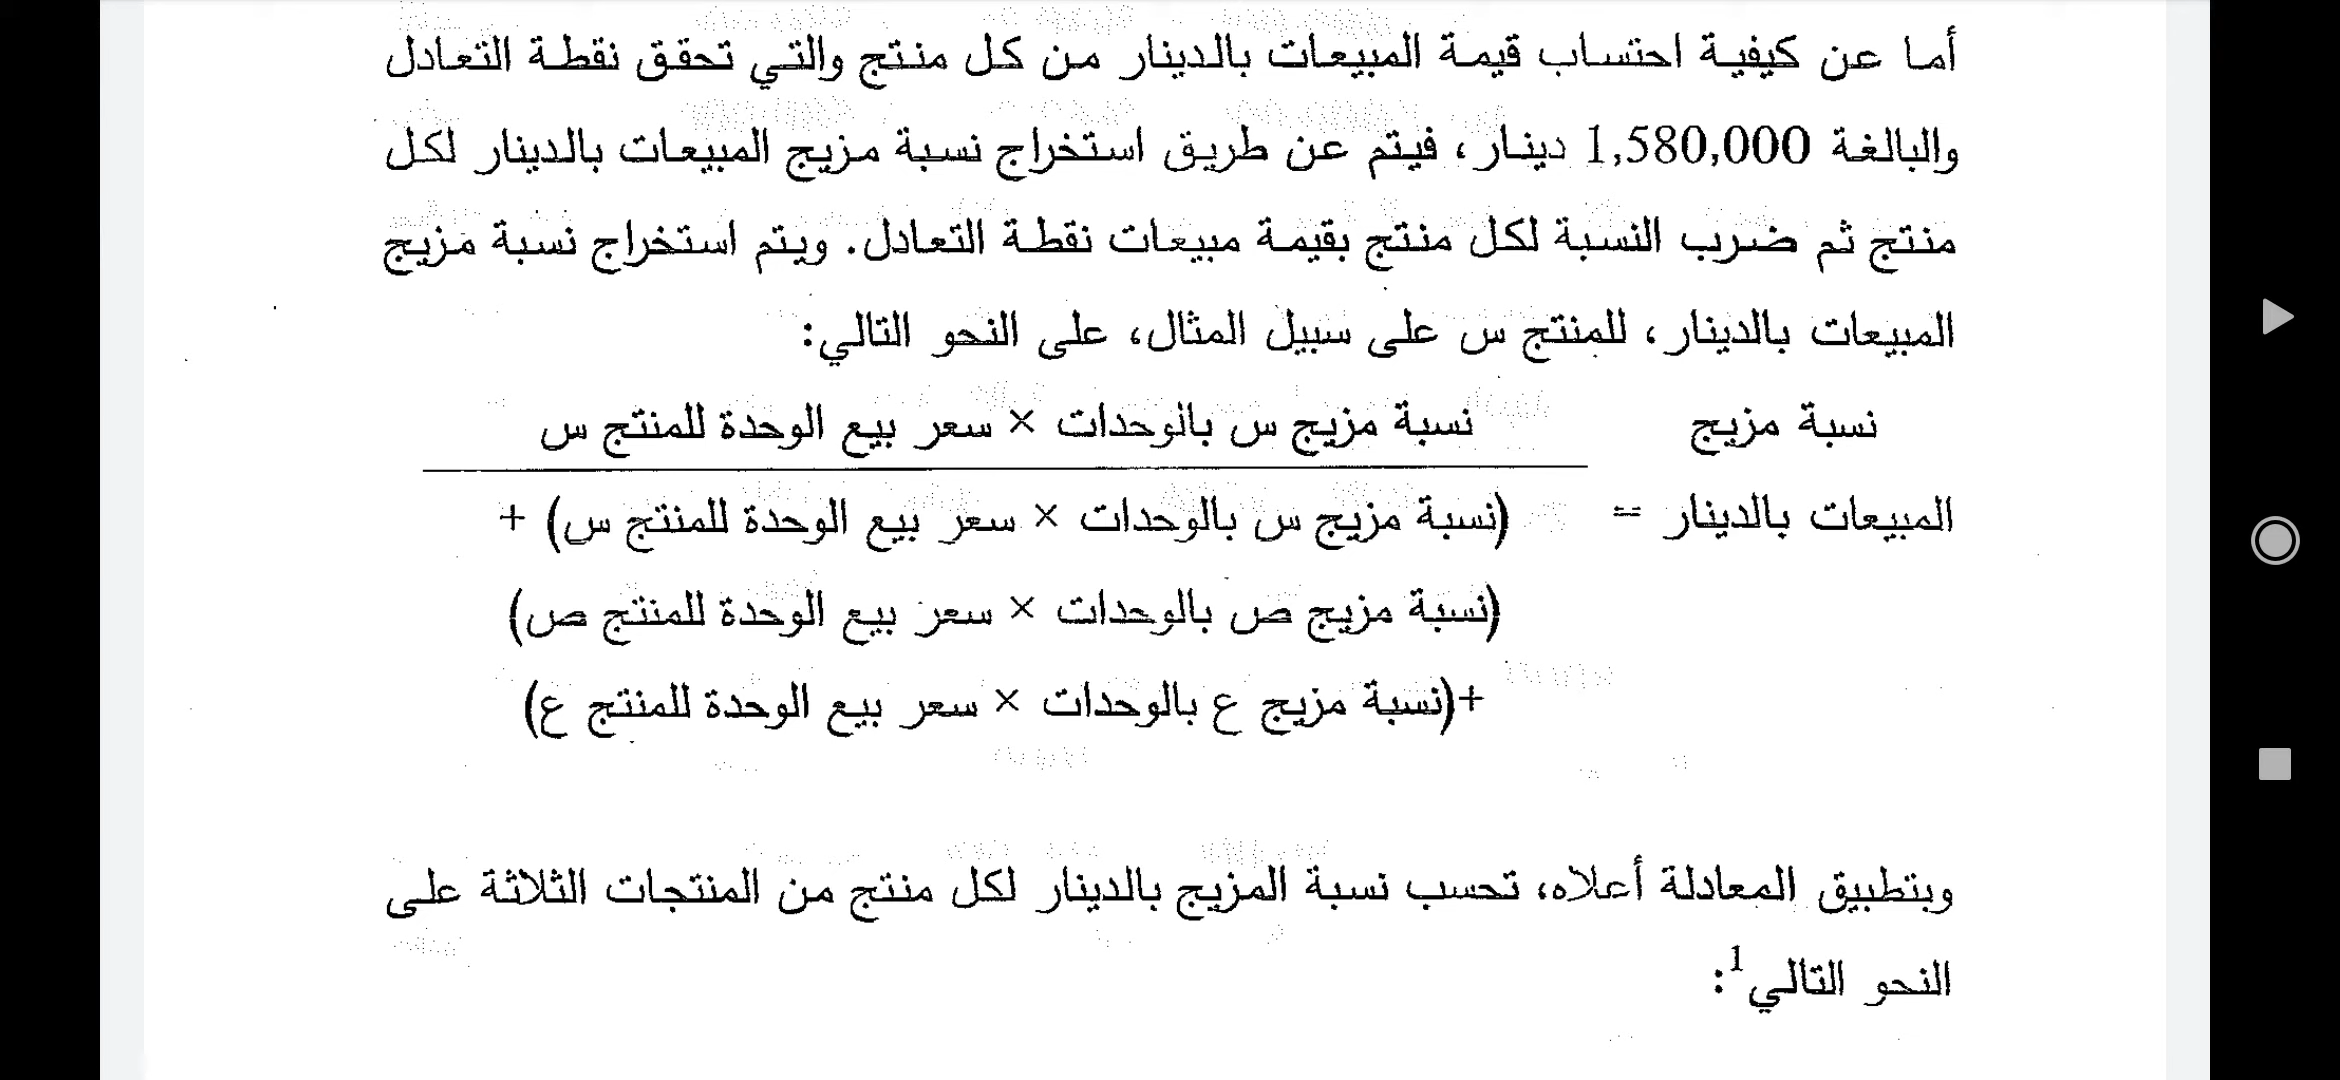 أما عن كيفية احتساب قيمة المبيعات بالدينار من كل منتج والتي تحقق نقطة التعادل
والبالغة 1,580,000 دينار، فيتم عن طريق استخراج نسبة مزيج المبيعات بالدينار لكل
منتج ثم ضرب النسبة لكل منتج بقيمة مبيعات نقطة التعادل. ويتم استخراج نسبة مزيج
المبيعات بالدينار، للمنتج س على سبيل المثال، على النحو التالي:
نسبة مزيج نسبة مزيج س بالوحدات × سعر بيع الوحدة للمنتج س
المبيعات بالدينار = (نسبة مزيج س بالوحدات × سعر بيع الوحدة للمنتج س) +
(نسبة مزيج ص بالوحدات × سعر بيع الوحدة للمنتج ص)
+(نسبة مزيج ع بالوحدات × سعر بيع الوحدة للمنتج ع)
وبتطبيق المعادلة أعلاه، تحسب نسبة المزيج بالدينار لكل منتج من المنتجات الثلاثة على
النحو التالي1: